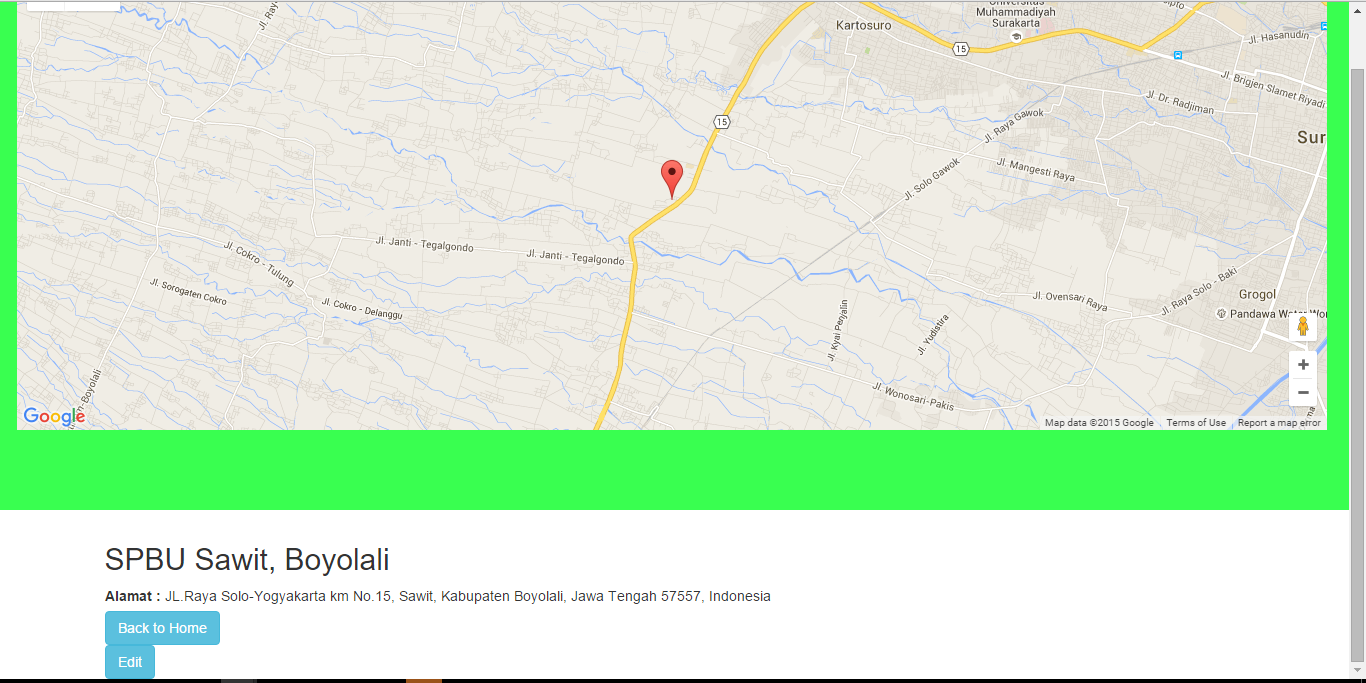 Universitas
Muhammadiyah
Surakarta
Kartosuro
15
Jl. Hasanudin
Jl. Brigjen Slamet Riyadi
Jl. Dr. Radjiman
15
Jl. Raya Gawok
Sur
Jl. Mangesti Raya
Jl. Solo Gawok
Jl. Janti - Tegalgondo
Jl. Janti - Tegalgondo
Jl. Cokro - Tulung
Jl. Sorogaten Cokro
Jl. Cokro - Delanggu
Jl. Ovensari Raya
Jl. Raya Solo - Baki
Grogol
Pandawa Water Wor
Jl. Kyai Penjalin
Jl. Yudistira
Jl. Wonosari-Pakis
n-Boyolali
Google
Map data ©2015 Google
Terms of Use
Report a map error
SPBU Sawit, Boyolali
Alamat : JL.Raya Solo-Yogyakarta km No.15, Sawit, Kabupaten Boyolali, Jawa Tengah 57557, Indonesia
Back to Home
Edit